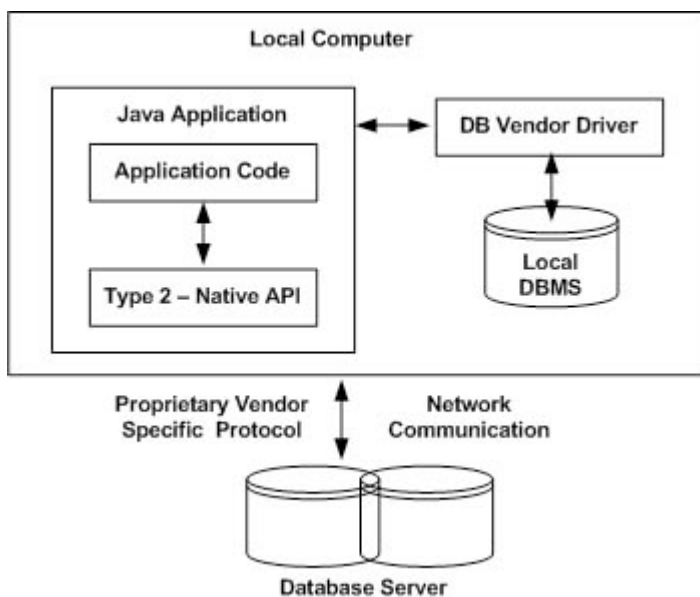 Local Computer
Java Application
Application Code
Type 2 – Native API
DB Vendor Driver
Local
DBMS
Proprietary Vendor
Specific Protocol
Network
Communication
Database Server